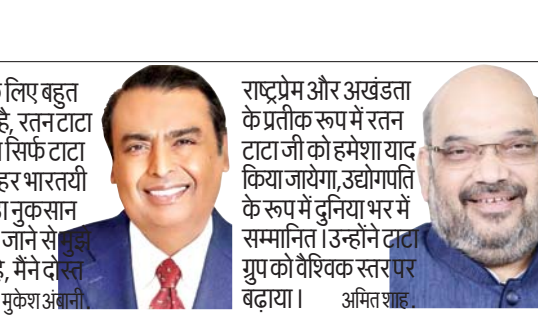 लिए बहुत
है, रतन टाटा
सिर्फ टाटा
हर भारतयी
नुकसान
जाने से मुझे
है, मैंने दोस्त
मुकेश अंबानी.
राष्ट्रप्रेम और अखंडता
के प्रतीक रूप में रतन
टाटा जी को हमेशा याद
किया जायेगा, उद्योगपति
के रूप में दुनिया भर में
सम्मानित । उन्होंने टाटा
ग्रुप को वैश्विक स्तर पर
बढ़ाया । अमित शाह.